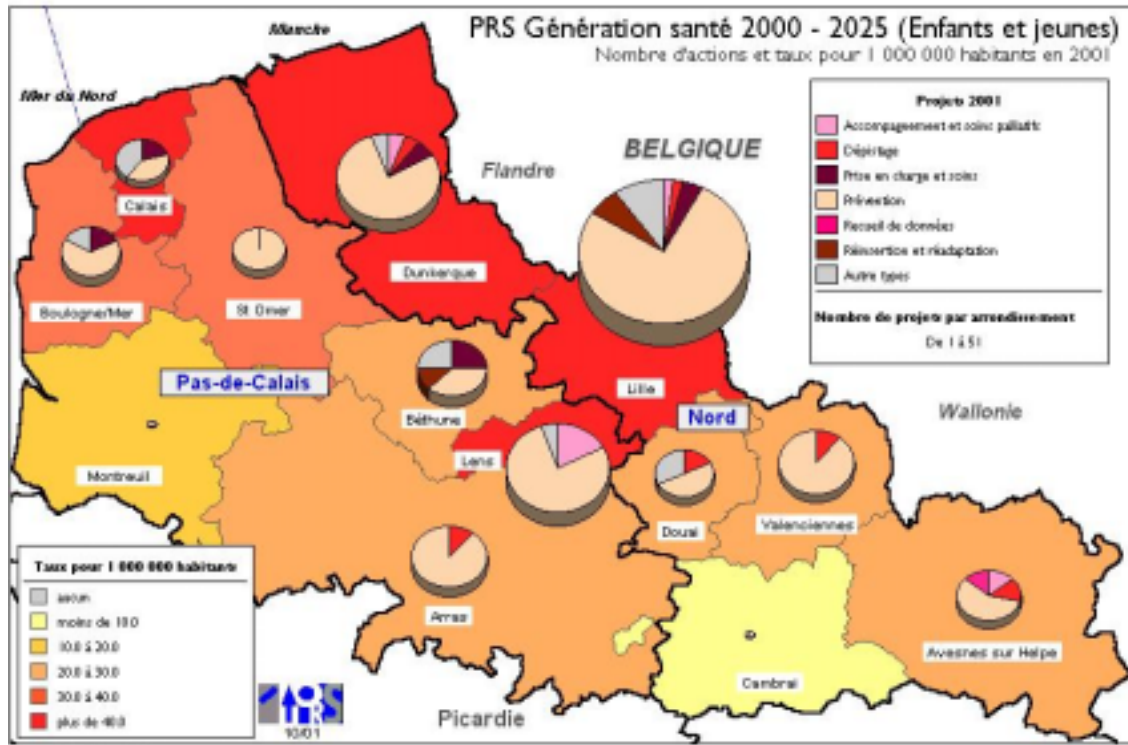 PRS Génération santé 2000 - 2025 (Enfants et jeunes)
Nombre d'actions et taux pour 1 000 000 habitants en 2001
Manche
Mer du Nord
Projets 2001
Accompagnement et soins palliatifs
Dépistage
Prise en charge et soins
Prévention
Recueil de données
Réinsertion et réadaptation
Autre types
Nombre de projets par arrondissement
De 1 à 51
BELGIQUE
Flandre
Calais
Dunkerque
Boulogne/Mer
St Omer
Pas-de-Calais
Lille
Nord
Wallonie
Béthune
Lens
Montreuil
Douai
Valenciennes
Arras
Avesnes sur Helpe
Cambrai
Picardie
Taux pour 1 000 000 habitants
aucun
moins de 10.0
10.0 à 20.0
20.0 à 30.0
30.0 à 40.0
plus de 40.0
10/01